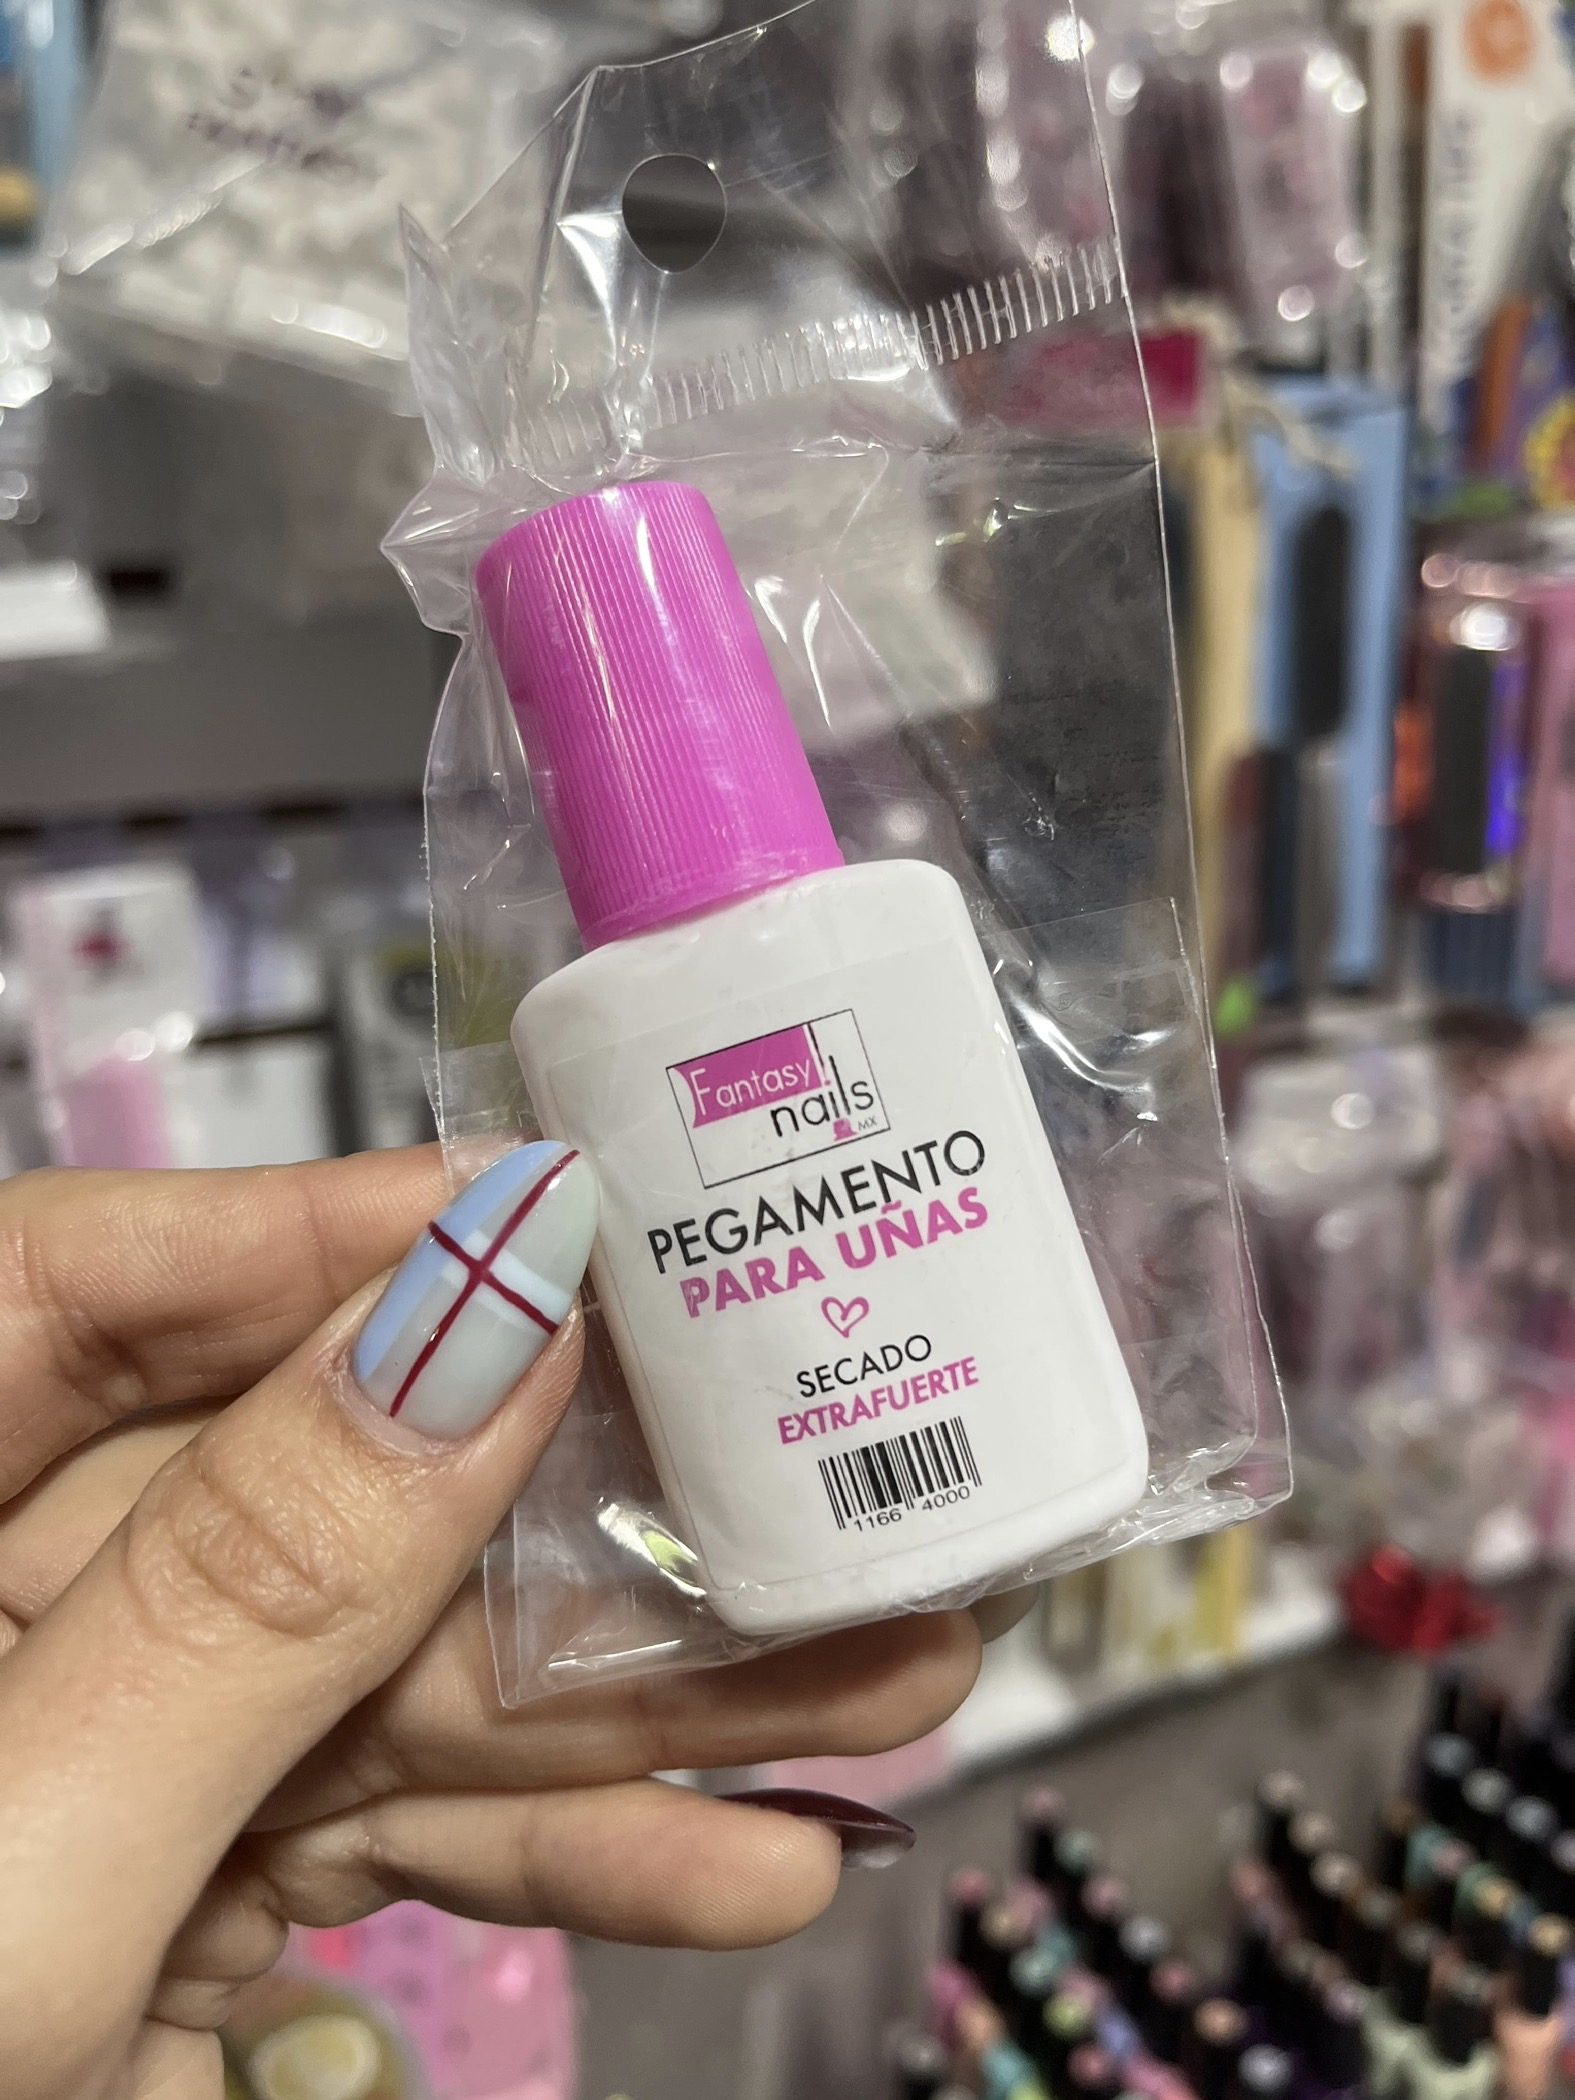 Fantasy
nails
MX
PEGAMENTO
PARA UÑAS
SECADO
EXTRAFUERTE
1166 4000